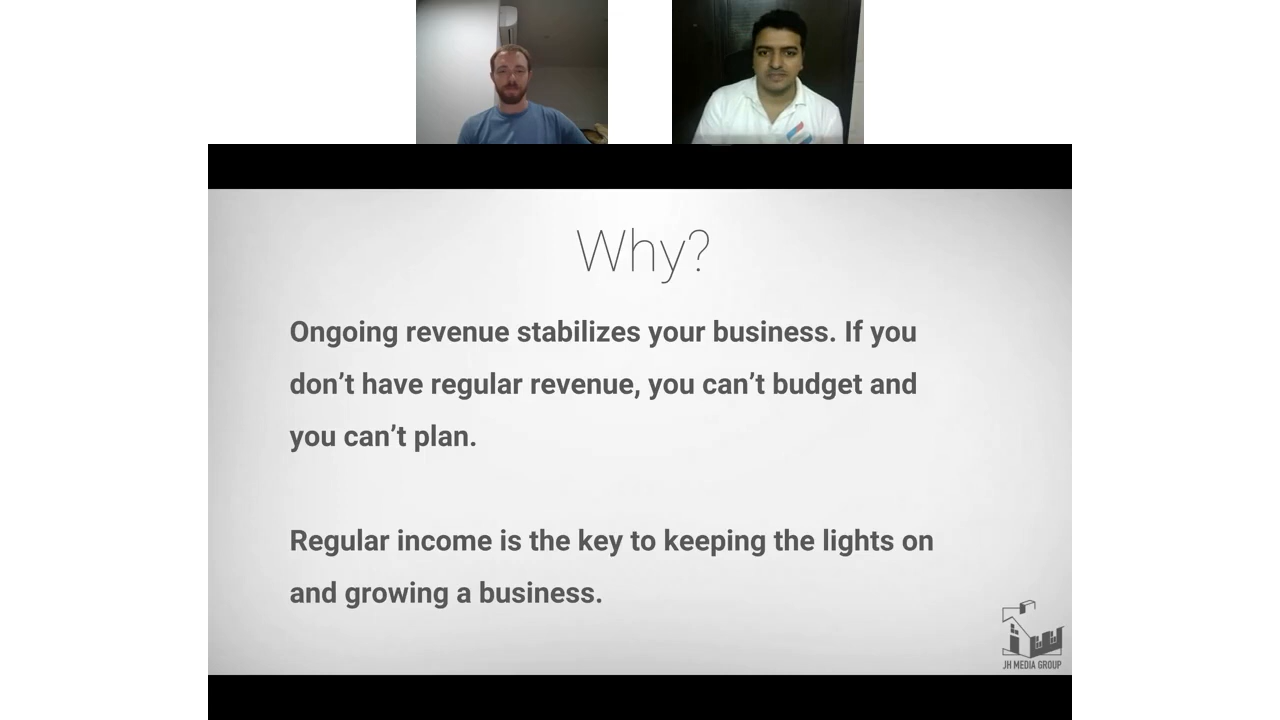 Why?
Ongoing revenue stabilizes your business. If you
don’t have regular revenue, you can’t budget and
you can’t plan.
Regular income is the key to keeping the lights on
and growing a business.
JH MEDIA GROUP